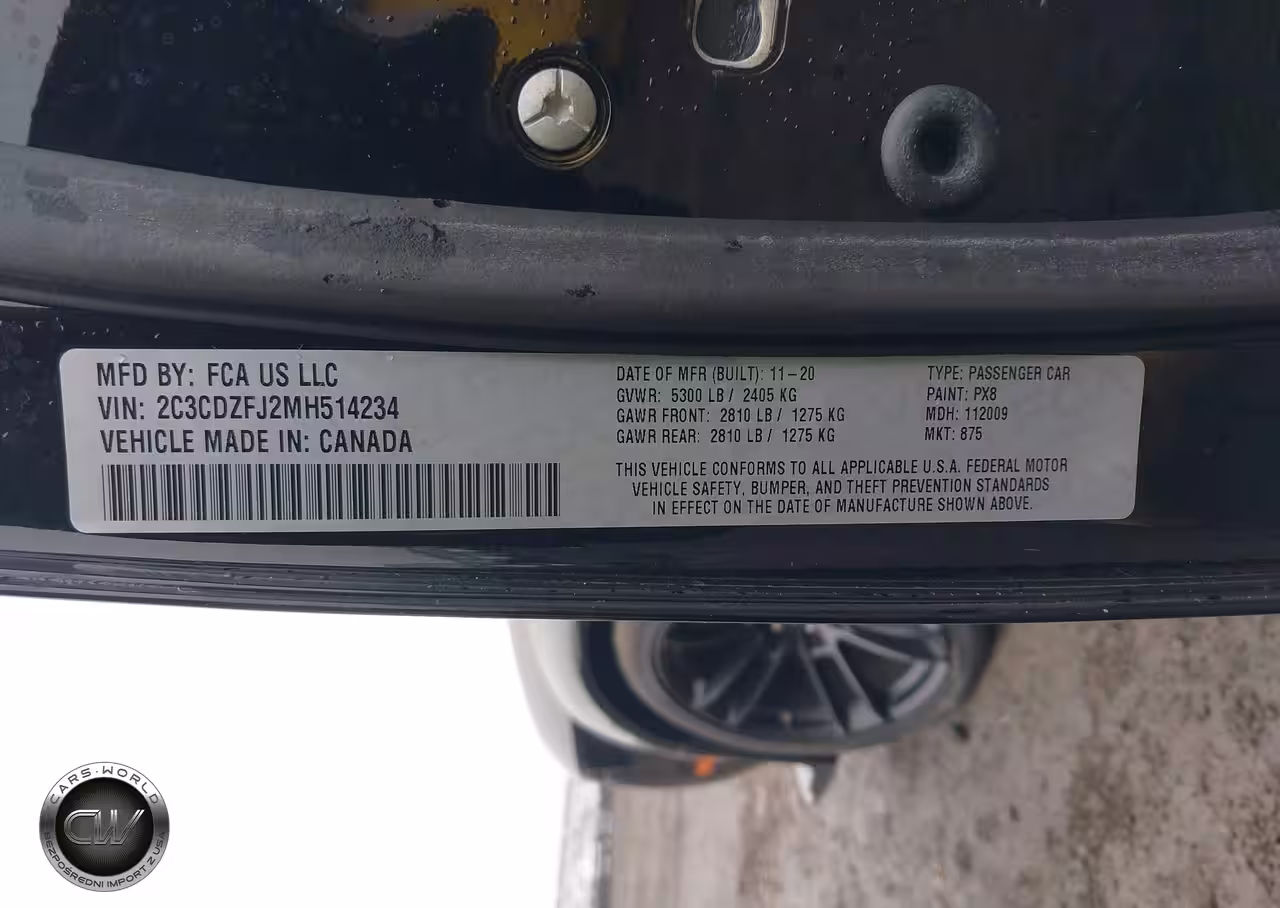 MFD BY: FCA US LLC
VIN: 2C3CDZFJ2MH514234
VEHICLE MADE IN: CANADA
DATE OF MFR (BUILT): 11-20
GVWR: 5300 LB / 2405 KG
GAWR FRONT: 2810 LB / 1275 KG
GAWR REAR: 2810 LB / 1275 KG
TYPE: PASSENGER CAR
PAINT: PX8
MDH: 112009
MKT: 875
THIS VEHICLE CONFORMS TO ALL APPLICABLE U.S.A. FEDERAL MOTOR
VEHICLE SAFETY, BUMPER, AND THEFT PREVENTION STANDARDS
IN EFFECT ON THE DATE OF MANUFACTURE SHOWN ABOVE.
CARS-WORLD
CW
BEZPOŚREDNI IMPORT Z USA